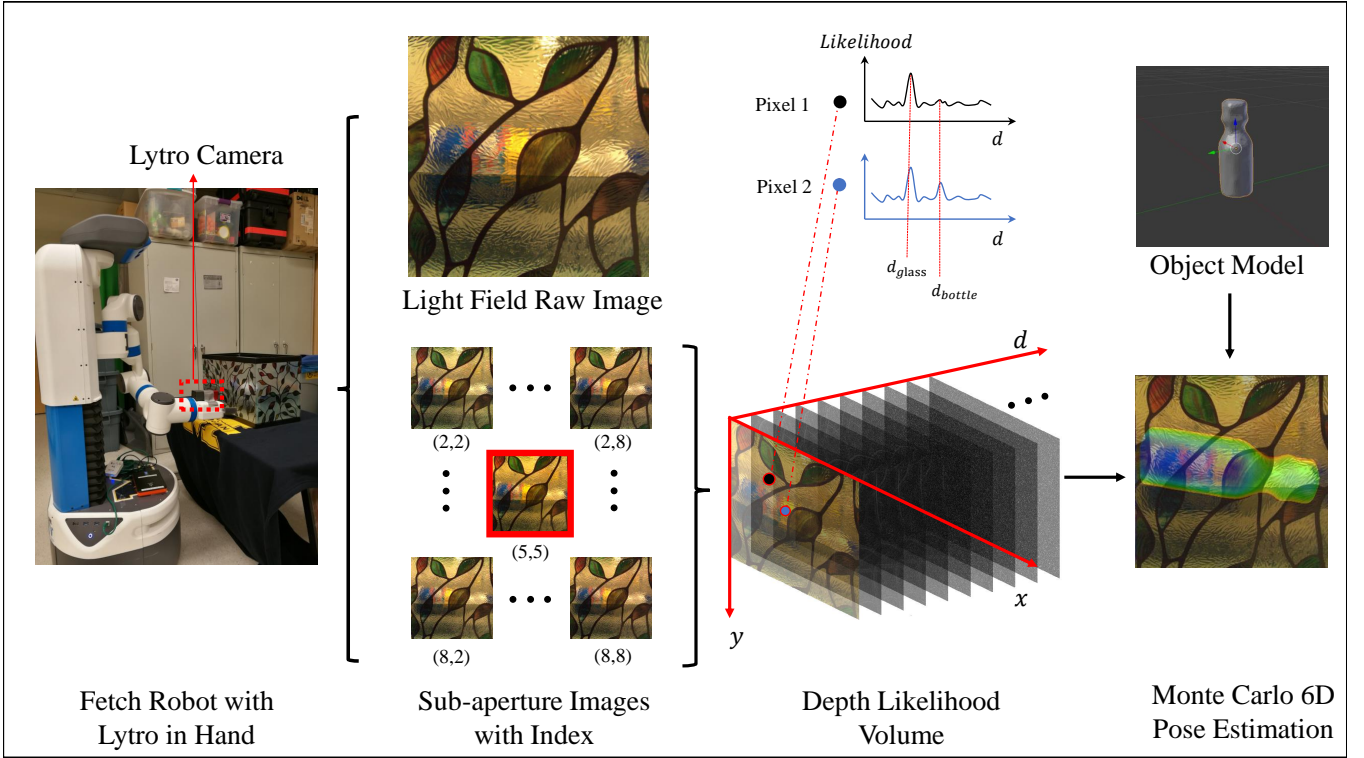 Lytro Camera
Fetch Robot with
Lytro in Hand
Light Field Raw Image
(2,2)
(2,8)
(5,5)
(8,2)
(8,8)
Sub-aperture Images
with Index
Likelihood
Pixel 1
d
Pixel 2
d
d_glass
d_bottle
d
x
y
Depth Likelihood
Volume
Object Model
Monte Carlo 6D
Pose Estimation